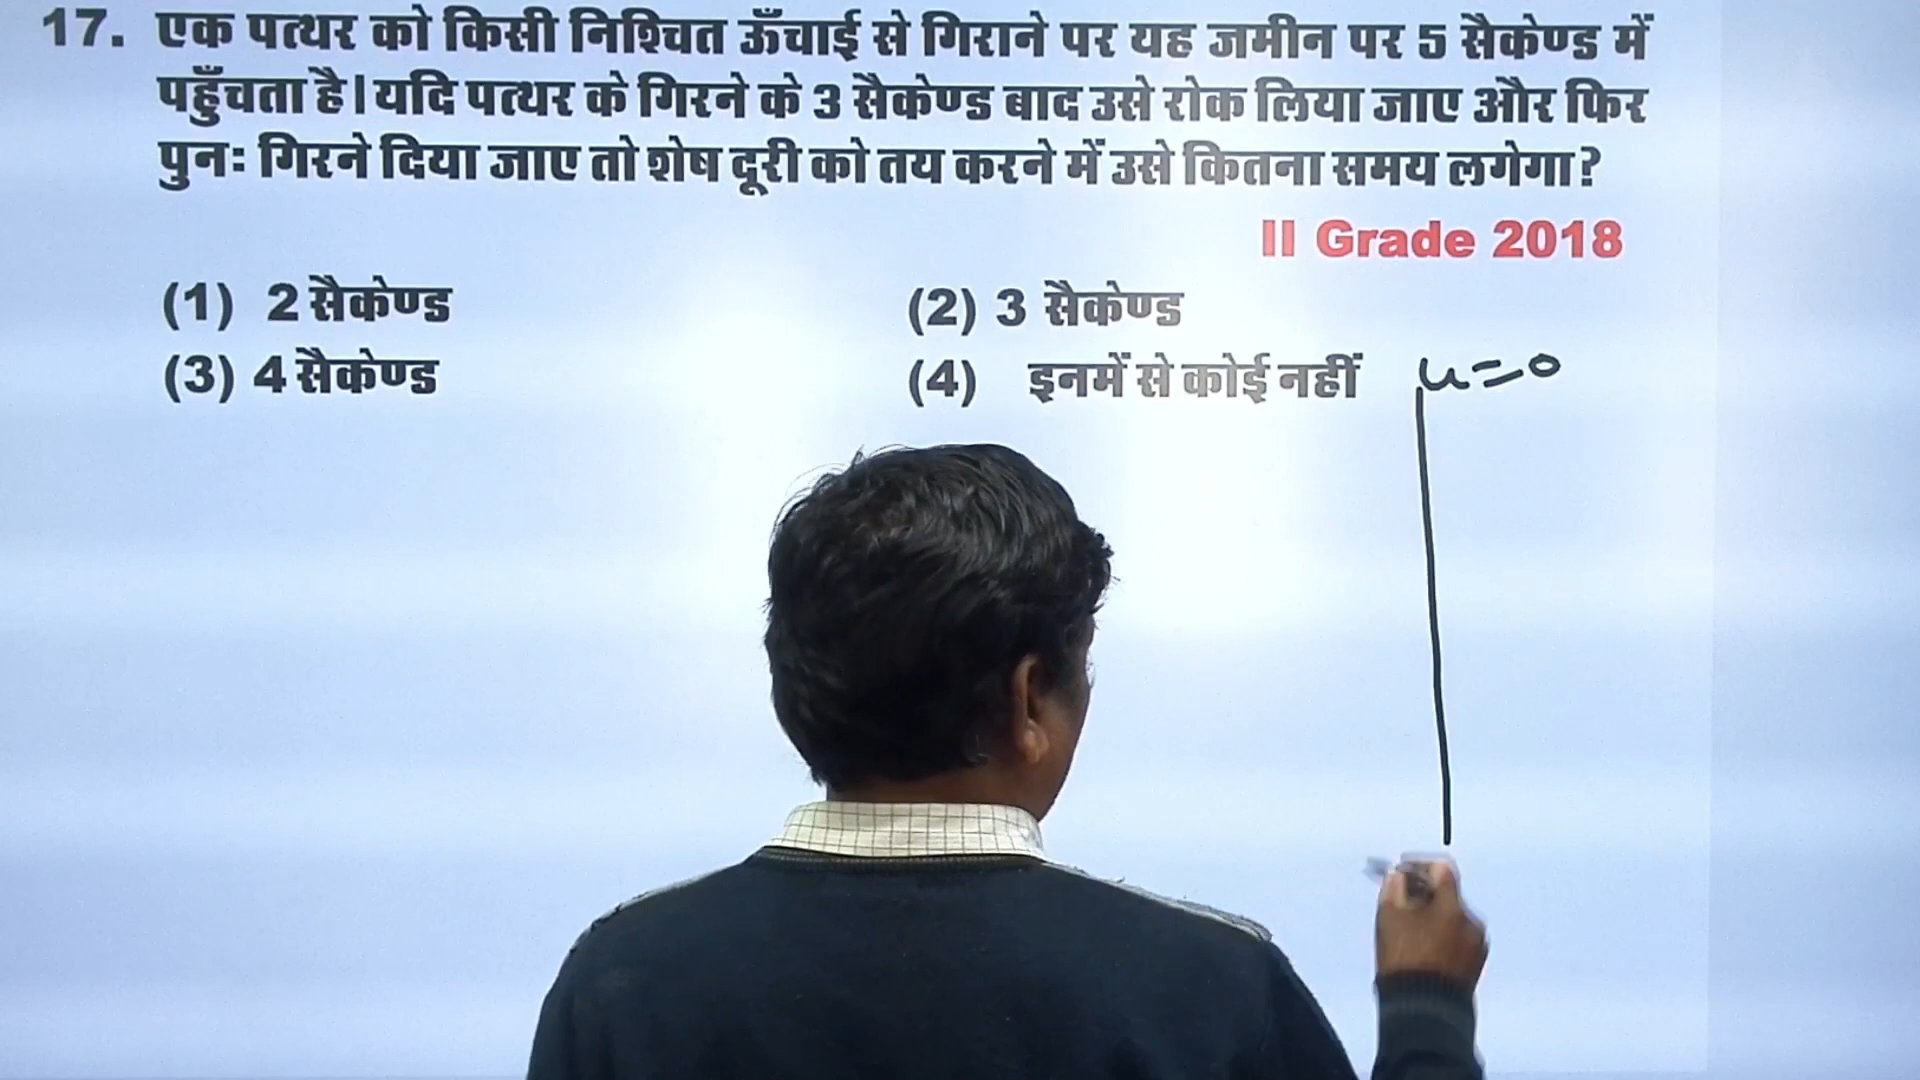 17. एक पत्थर को किसी निश्चित ऊँचाई से गिराने पर यह जमीन पर 5 सैकेण्ड में
पहुँचता है। यदि पत्थर के गिरने के 3 सैकेण्ड बाद उसे रोक लिया जाए और फिर
पुनः गिरने दिया जाए तो शेष दूरी को तय करने में उसे कितना समय लगेगा?
II Grade 2018
(1) 2 सैकेण्ड (2) 3 सैकेण्ड
(3) 4 सैकेण्ड (4) इनमें से कोई नहीं
u=0